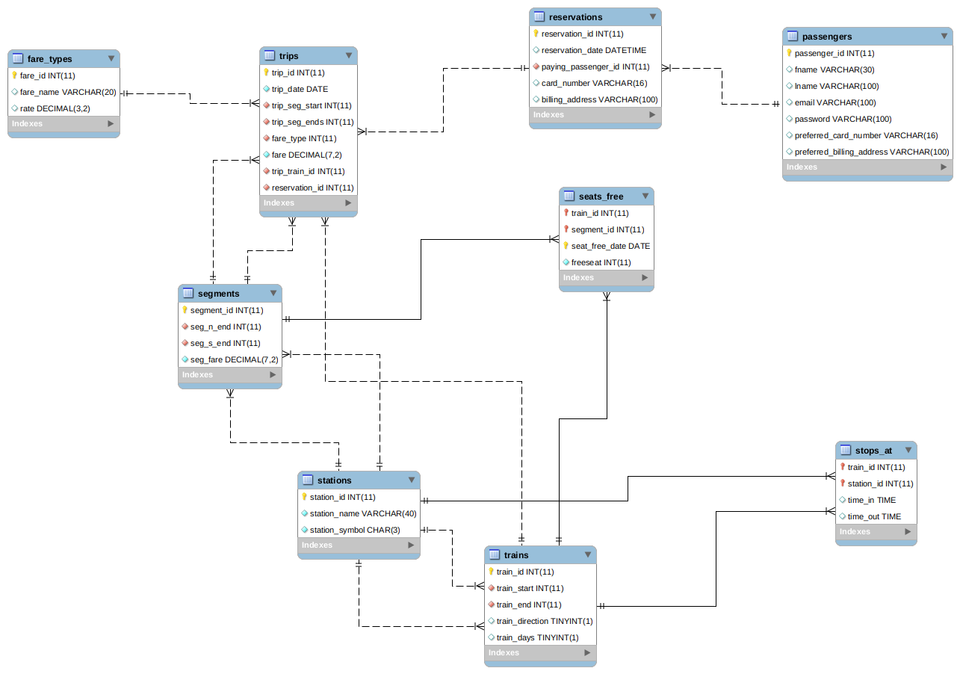 reservations
reservation_id INT(11)
reservation_date DATETIME
paying_passenger_id INT(11)
card_number VARCHAR(16)
billing_address VARCHAR(100)
Indexes
passengers
passenger_id INT(11)
fname VARCHAR(30)
lname VARCHAR(100)
email VARCHAR(100)
password VARCHAR(100)
preferred_card_number VARCHAR(16)
preferred_billing_address VARCHAR(100)
Indexes
fare_types
fare_id INT(11)
fare_name VARCHAR(20)
rate DECIMAL(3,2)
Indexes
trips
trip_id INT(11)
trip_date DATE
trip_seg_start INT(11)
trip_seg_ends INT(11)
fare_type INT(11)
fare DECIMAL(7,2)
trip_train_id INT(11)
reservation_id INT(11)
Indexes
seats_free
train_id INT(11)
segment_id INT(11)
seat_free_date DATE
freeseat INT(11)
Indexes
segments
segment_id INT(11)
seg_n_end INT(11)
seg_s_end INT(11)
seg_fare DECIMAL(7,2)
Indexes
stations
station_id INT(11)
station_name VARCHAR(40)
station_symbol CHAR(3)
Indexes
stops_at
train_id INT(11)
station_id INT(11)
time_in TIME
time_out TIME
Indexes
trains
train_id INT(11)
train_start INT(11)
train_end INT(11)
train_direction TINYINT(1)
train_days TINYINT(1)
Indexes